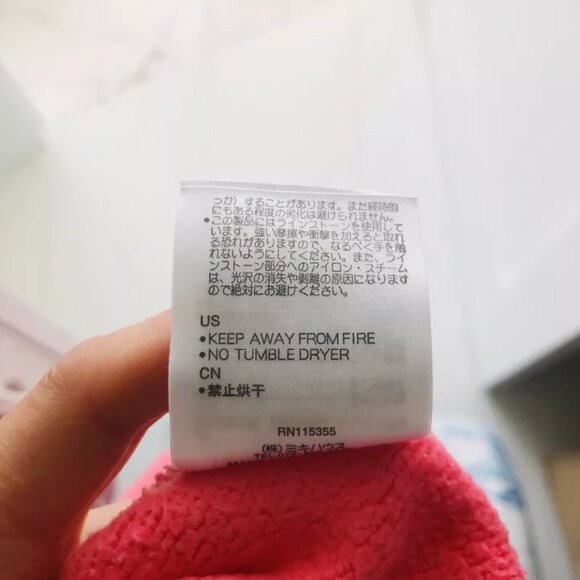 することがあります。また経時的
にもある程度の劣化は避けられません。
•この製品にはラインストーンを使用して
います。強い摩擦や衝撃を加えると取れ
る恐れがありますので、なるべく手を触
れないようにしてください。また、ライ
ンストーン部分へのアイロン・スチーム
は、光沢の消失や剥離の原因になります
ので絶対にお避けください。
US
•KEEP AWAY FROM FIRE
•NO TUMBLE DRYER
CN
•禁止烘干
RN115355
(株)ミキハウス